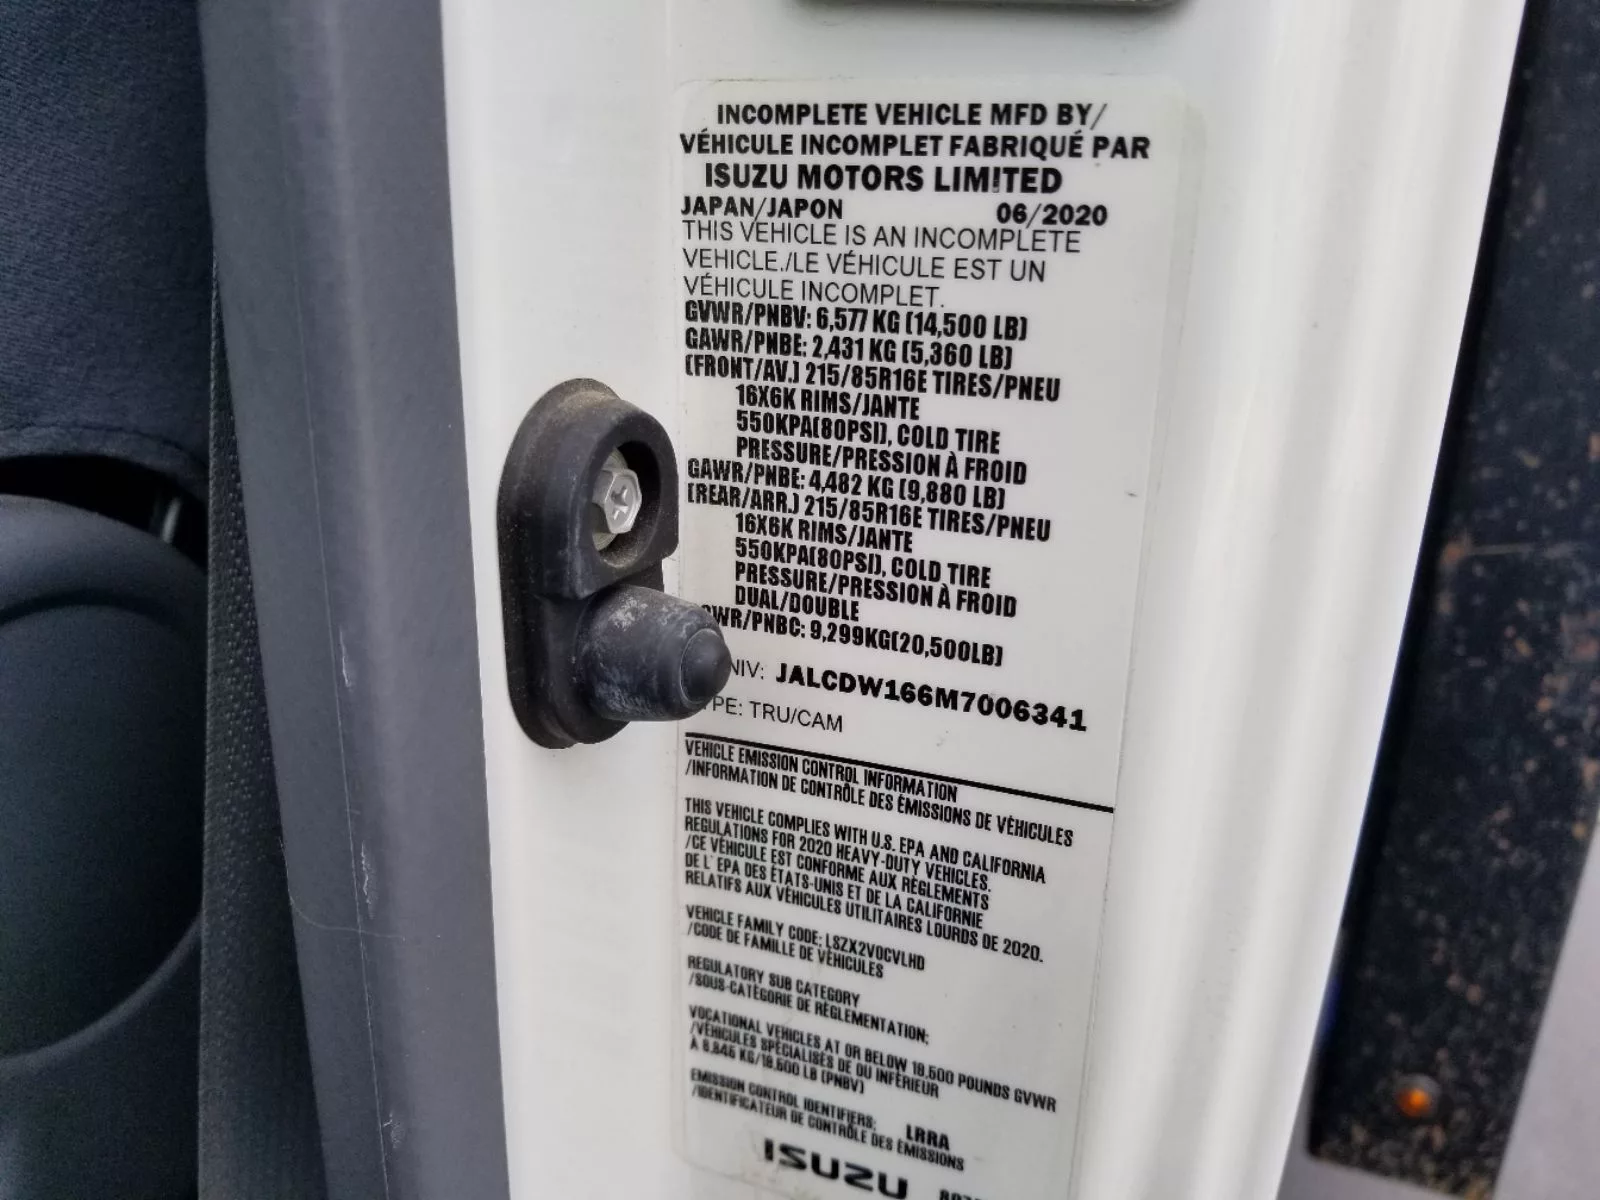 INCOMPLETE VEHICLE MFD BY/
VÉHICULE INCOMPLET FABRIQUÉ PAR
ISUZU MOTORS LIMITED
JAPAN/JAPON 06/2020
THIS VEHICLE IS AN INCOMPLETE
VEHICLE./LE VÉHICULE EST UN
VÉHICULE INCOMPLET.
GVWR/PNBV: 6,577 KG (14,500 LB)
GAWR/PNBE: 2,431 KG (5,360 LB)
(FRONT/AV.) 215/85R16E TIRES/PNEU
16X6K RIMS/JANTE
550KPA(80PSI), COLD TIRE
PRESSURE/PRESSION À FROID
GAWR/PNBE: 4,482 KG (9,880 LB)
(REAR/ARR.) 215/85R16E TIRES/PNEU
16X6K RIMS/JANTE
550KPA(80PSI), COLD TIRE
PRESSURE/PRESSION À FROID
DUAL/DOUBLE
WR/PNBC: 9,299KG(20,500LB)
NIV: JALCDW166M7006341
PE: TRU/CAM
VEHICLE EMISSION CONTROL INFORMATION
/INFORMATION DE CONTRÔLE DES ÉMISSIONS DE VÉHICULES
THIS VEHICLE COMPLIES WITH U.S. EPA AND CALIFORNIA
REGULATIONS FOR 2020 HEAVY-DUTY VEHICLES.
/CE VÉHICULE EST CONFORME AUX RÈGLEMENTS
DE L'EPA DES ÉTATS-UNIS ET DE LA CALIFORNIE
RELATIFS AUX VÉHICULES UTILITAIRES LOURDS DE 2020.
VEHICLE FAMILY CODE: LSZX2VOCVLHD
/CODE DE FAMILLE DE VÉHICULES
REGULATORY SUB CATEGORY
/SOUS-CATÉGORIE DE RÈGLEMENTATION:
VOCATIONAL VEHICLES AT OR BELOW 19,500 POUNDS GVWR
/VÉHICULES SPÉCIALISÉS DE OU INFÉRIEUR
À 8,845 KG/19,500 LB (PNBV)
EMISSION CONTROL IDENTIFIERS: LRRA
/IDENTIFICATEUR DE CONTRÔLE DES ÉMISSIONS
ISUZU